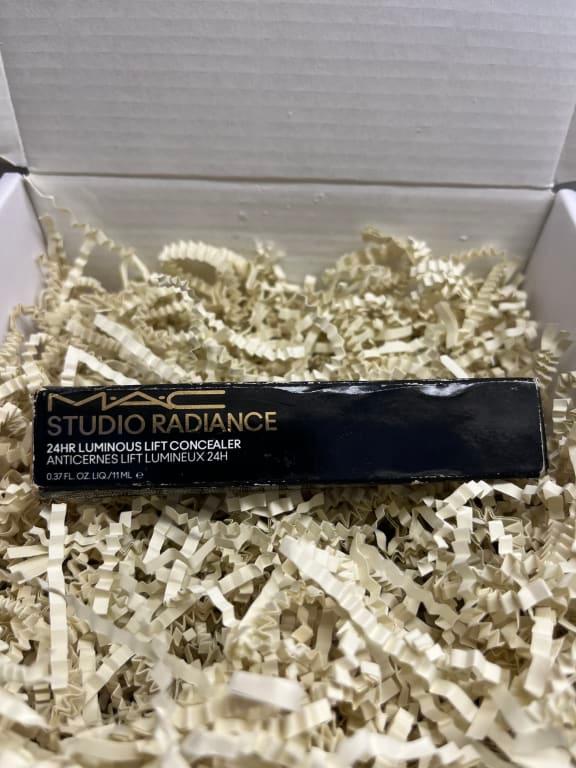 M·A·C
STUDIO RADIANCE
24HR LUMINOUS LIFT CONCEALER
ANTICERNES LIFT LUMINEUX 24H
0.37 FL. OZ. LIQ./11 ML ℮